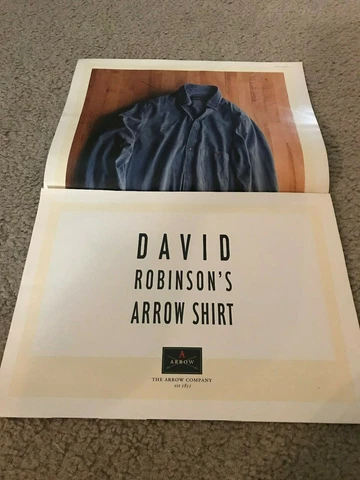 DAVID
ROBINSON'S
ARROW SHIRT
A
ARROW
THE ARROW COMPANY
est 1851